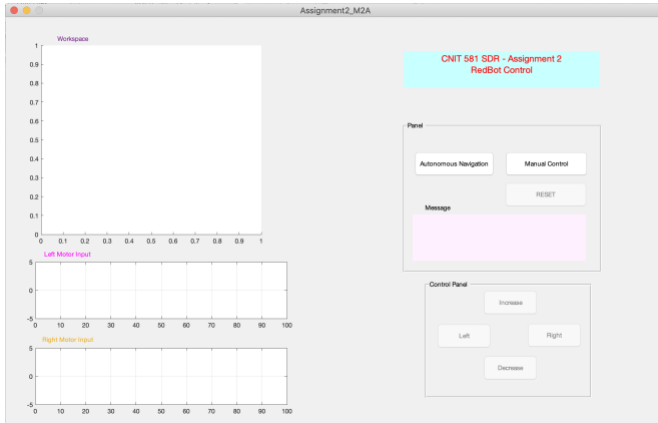 Assignment2_M2A
Workspace
1
0.9
0.8
0.7
0.6
0.5
0.4
0.3
0.2
0.1
0
0 0.1 0.2 0.3 0.4 0.5 0.6 0.7 0.8 0.9 1
Left Motor Input
5
0
-5
0 10 20 30 40 50 60 70 80 90 100
Right Motor Input
5
0
-5
0 10 20 30 40 50 60 70 80 90 100
CNIT 581 SDR - Assignment 2
RedBot Control
Panel
Autonomous Navigation Manual Control
RESET
Message
Control Panel
Increase
Left Right
Decrease